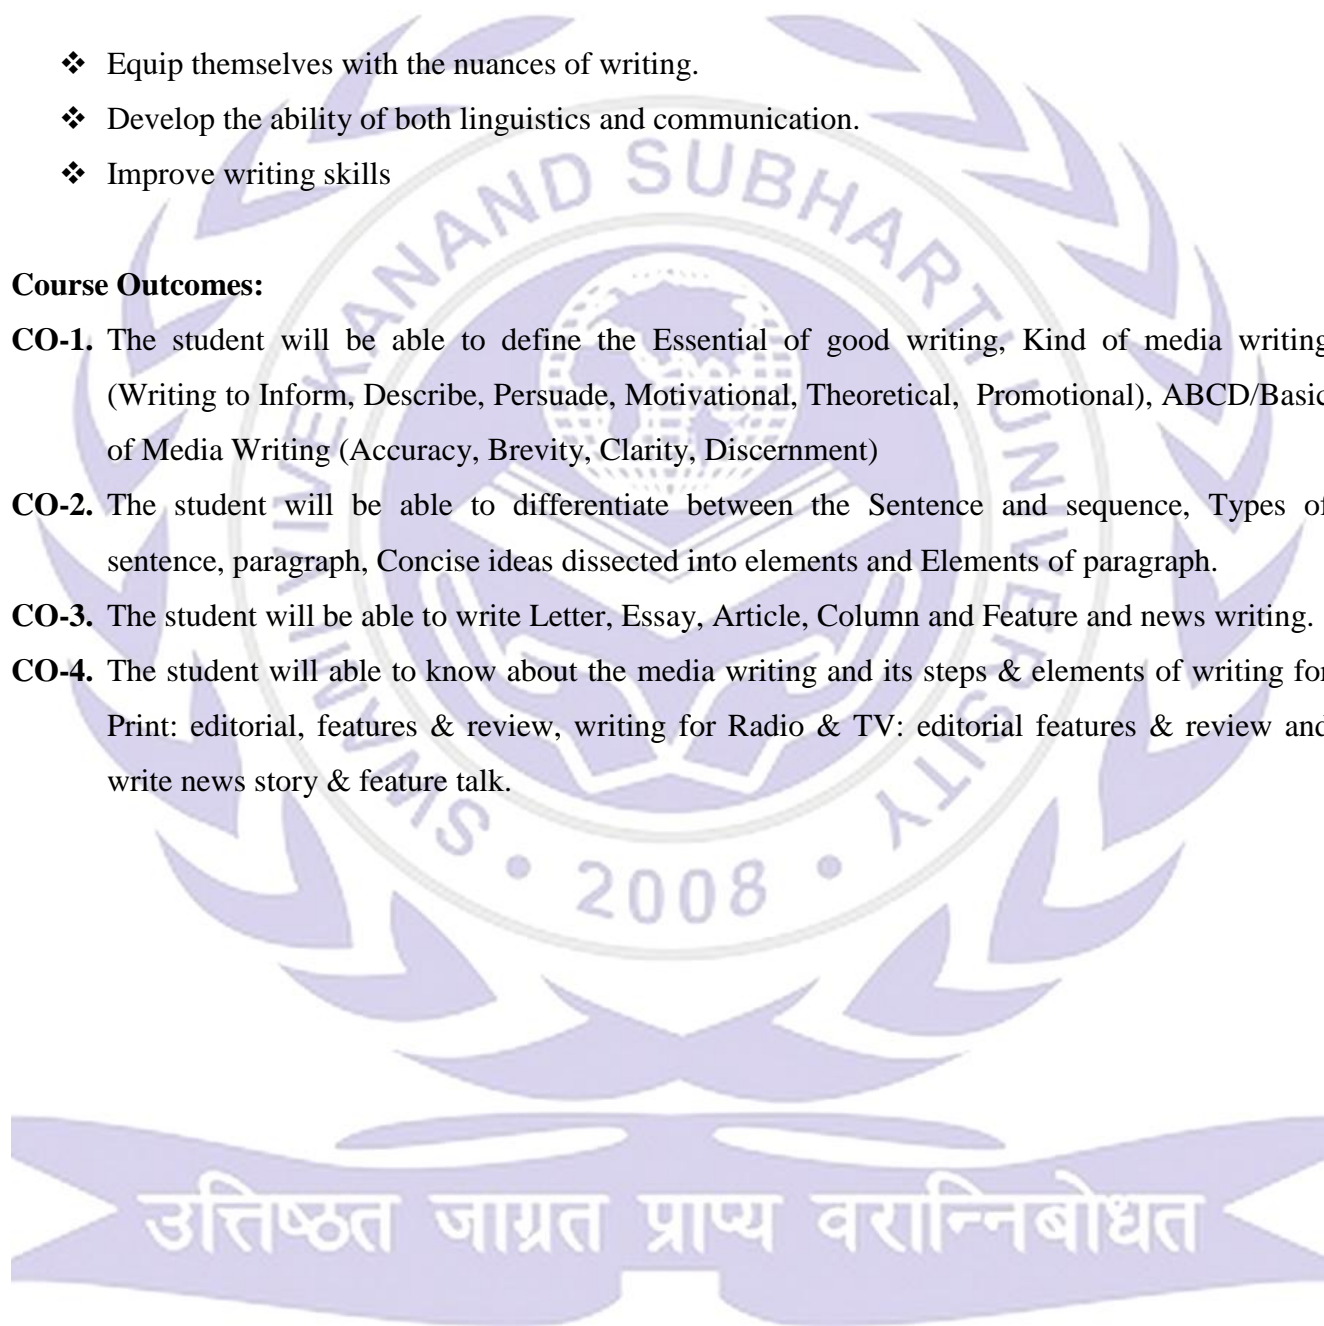 ❖ Equip themselves with the nuances of writing.
❖ Develop the ability of both linguistics and communication.
❖ Improve writing skills
Course Outcomes:
CO-1. The student will be able to define the Essential of good writing, Kind of media writing
(Writing to Inform, Describe, Persuade, Motivational, Theoretical, Promotional), ABCD/Basic
of Media Writing (Accuracy, Brevity, Clarity, Discernment)
CO-2. The student will be able to differentiate between the Sentence and sequence, Types of
sentence, paragraph, Concise ideas dissected into elements and Elements of paragraph.
CO-3. The student will be able to write Letter, Essay, Article, Column and Feature and news writing.
CO-4. The student will able to know about the media writing and its steps & elements of writing for
Print: editorial, features & review, writing for Radio & TV: editorial features & review and
write news story & feature talk.
SWAMI VIVEKANAND SUBHARTI UNIVERSITY
• 2008 •
उत्तिष्ठत जाग्रत प्राप्य वरान्निबोधत